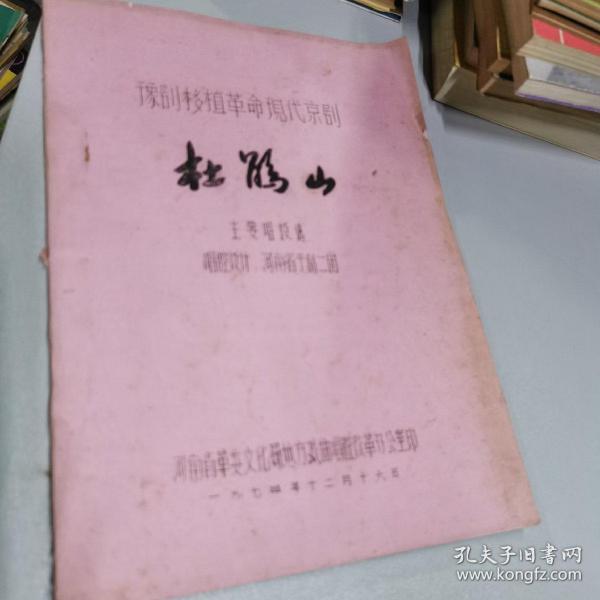 豫剧移植革命现代京剧
杜鹃山
主要唱段选
唱腔设计：河南省豫剧二团
河南省革委文化局地方戏曲唱腔改革办公室印
一九七四年十二月十六日
孔夫子旧书网
www.kongfz.com